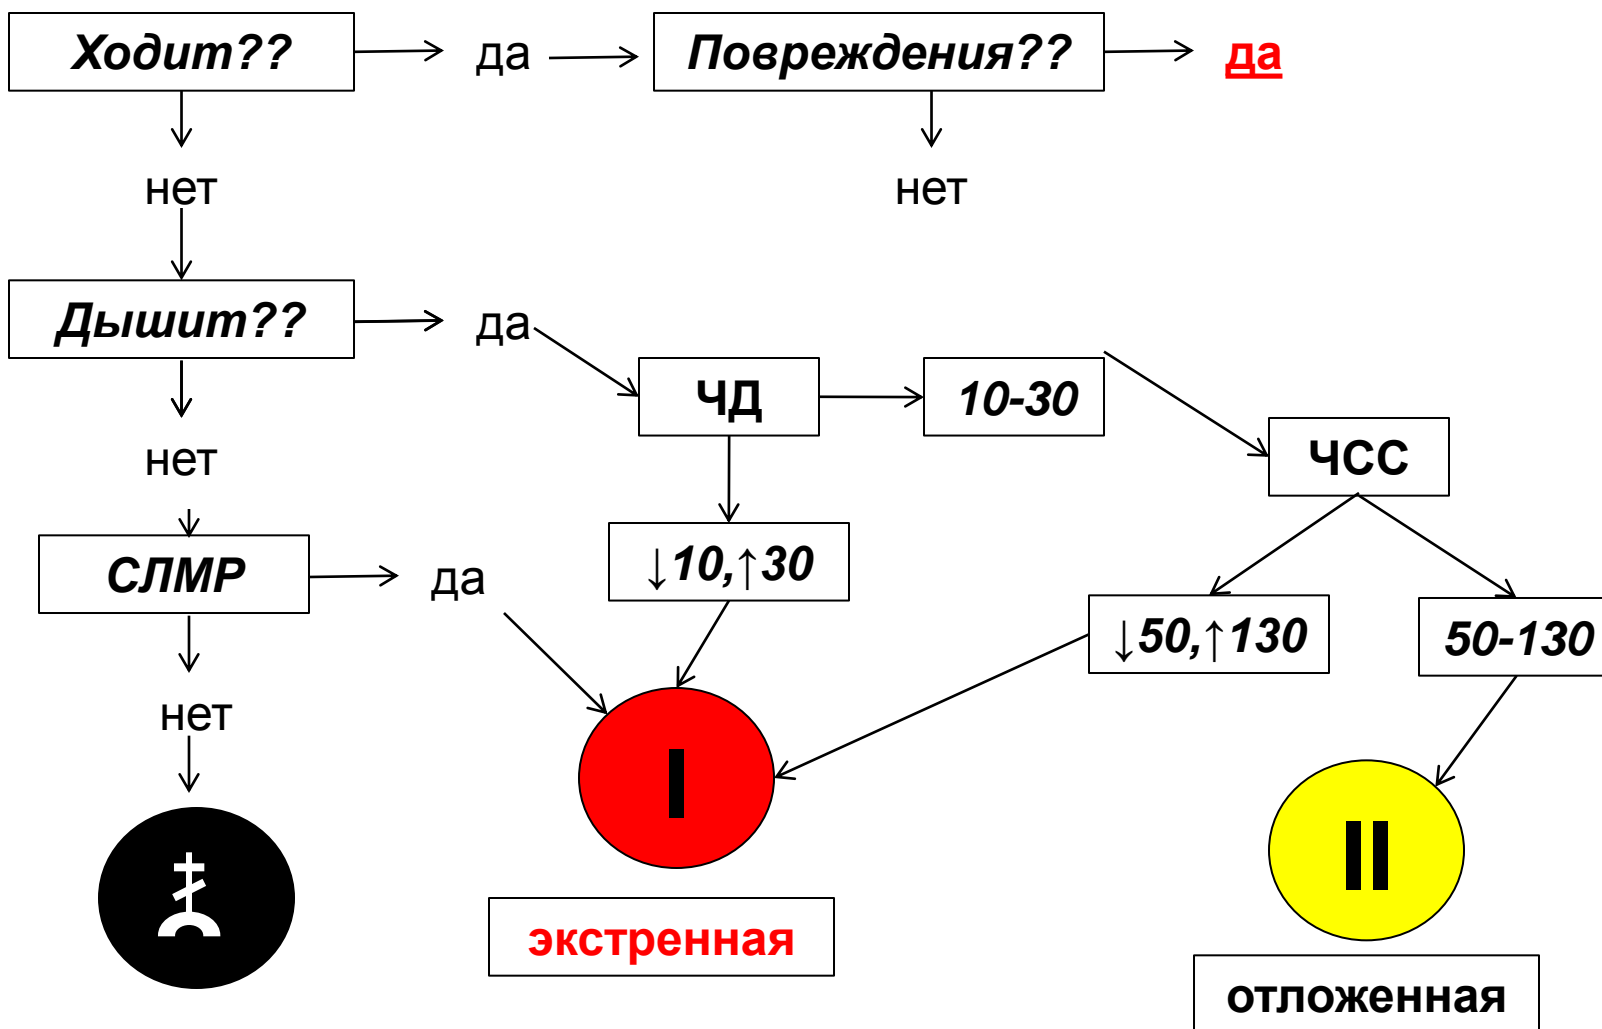 Ходит??
да
Повреждения??
да
нет
нет
Дышит??
да
ЧД
10-30
ЧСС
нет
СЛМР
да
↓10,↑30
↓50,↑130
50-130
нет
I
II
экстренная
отложенная